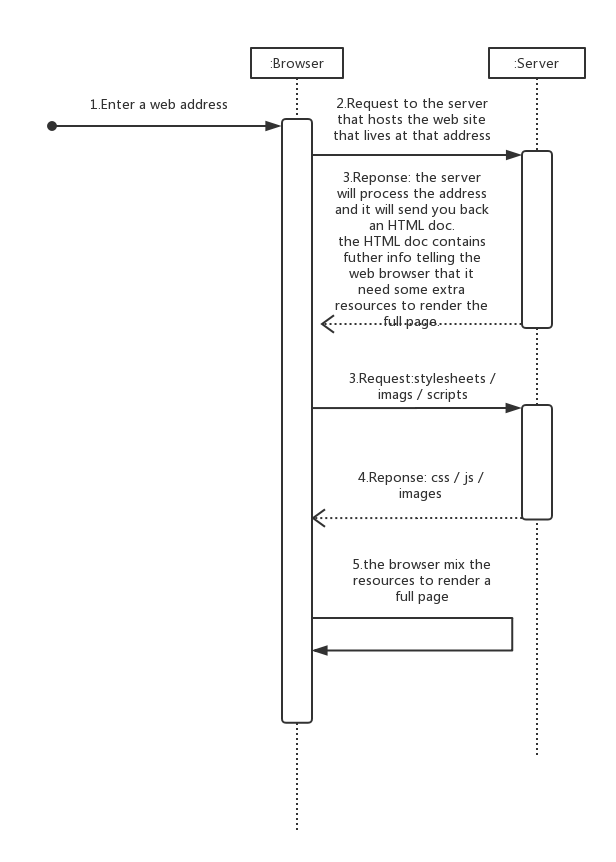 :Browser
:Server
1.Enter a web address
2.Request to the server
that hosts the web site
that lives at that address
3.Reponse: the server
will process the address
and it will send you back
an HTML doc.
the HTML doc contains
futher info telling the
web browser that it
need some extra
resources to render the
full page.
3.Request:stylesheets /
imags / scripts
4.Reponse: css / js /
images
5.the browser mix the
resources to render a
full page